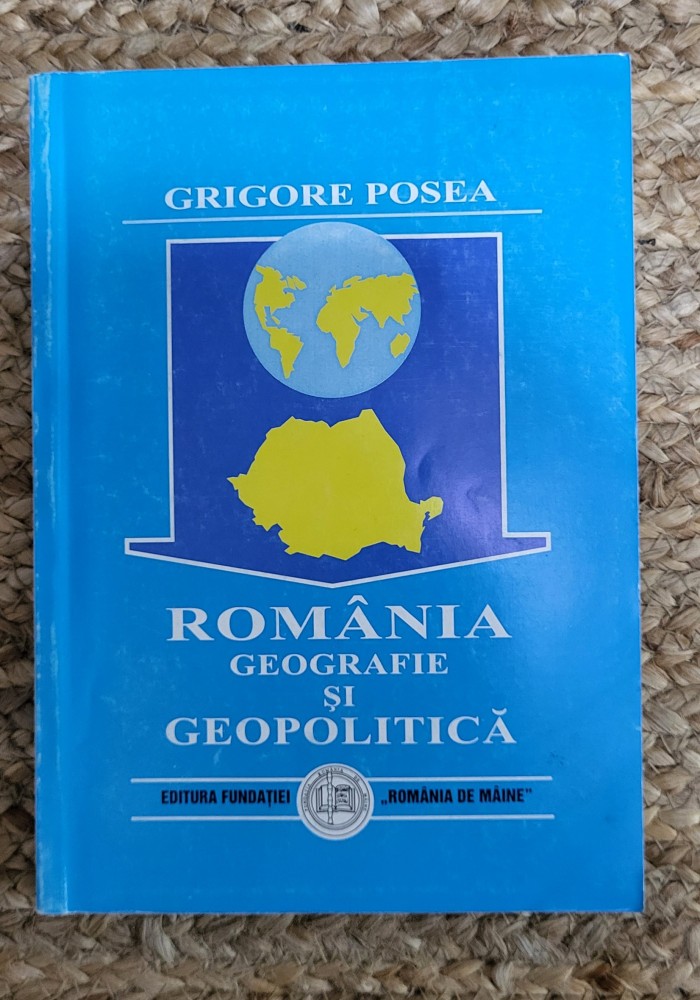 GRIGORE POSEA
ROMÂNIA
GEOGRAFIE
ŞI
GEOPOLITICĂ
EDITURA FUNDAŢIEI „ROMÂNIA DE MÂINE”